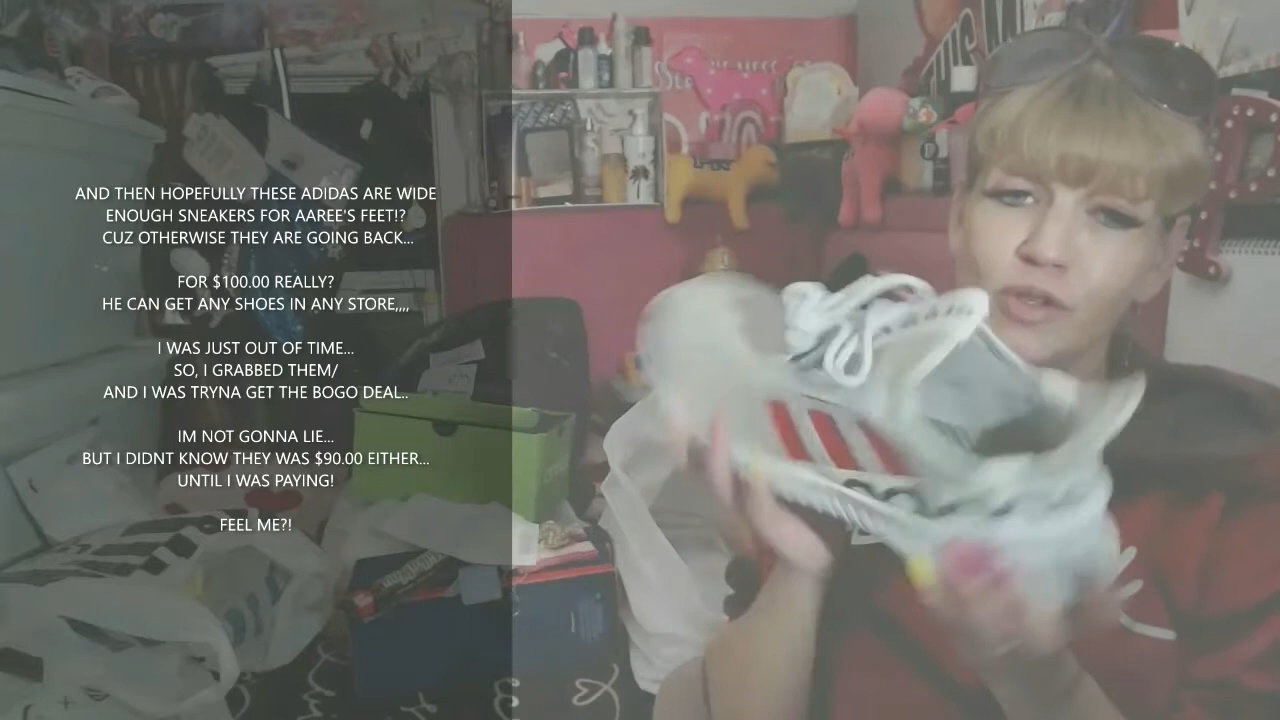 AND THEN HOPEFULLY THESE ADIDAS ARE WIDE
ENOUGH SNEAKERS FOR AAREE'S FEET!?
CUZ OTHERWISE THEY ARE GOING BACK...
FOR $100.00 REALLY?
HE CAN GET ANY SHOES IN ANY STORE,,,,
I WAS JUST OUT OF TIME...
SO, I GRABBED THEM/
AND I WAS TRYNA GET THE BOGO DEAL..
IM NOT GONNA LIE...
BUT I DIDNT KNOW THEY WAS $90.00 EITHER...
UNTIL I WAS PAYING!
FEEL ME?!